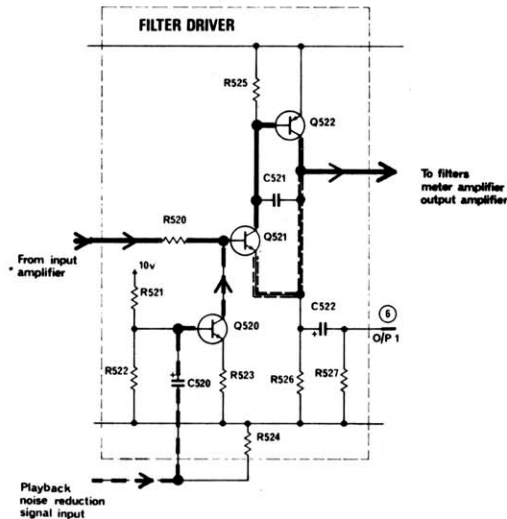 FILTER DRIVER
R525
Q522
C521
To filters
meter amplifier
output amplifier
R520
Q521
From input
* amplifier
10v
R521
C522
6
O/P 1
Q520
R522
C520
R523
R526
R527
R524
Playback
noise reduction
signal input